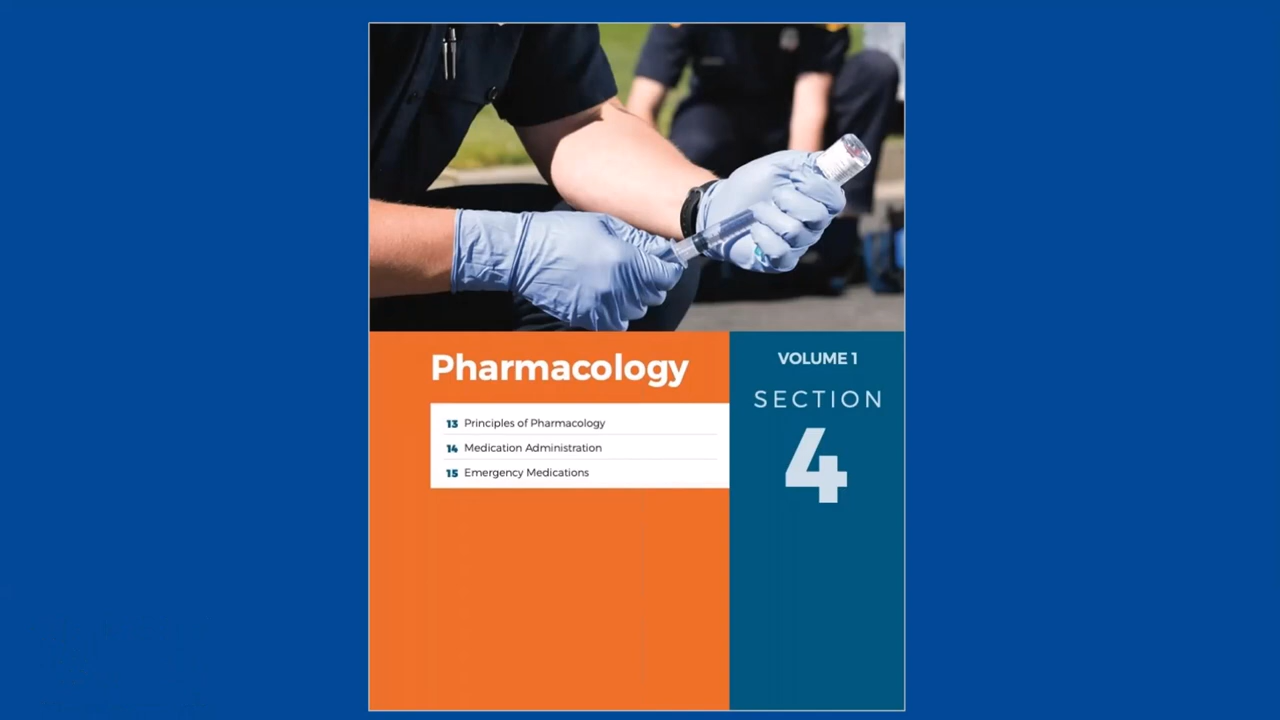 Pharmacology
13 Principles of Pharmacology
14 Medication Administration
15 Emergency Medications
VOLUME 1
SECTION
4